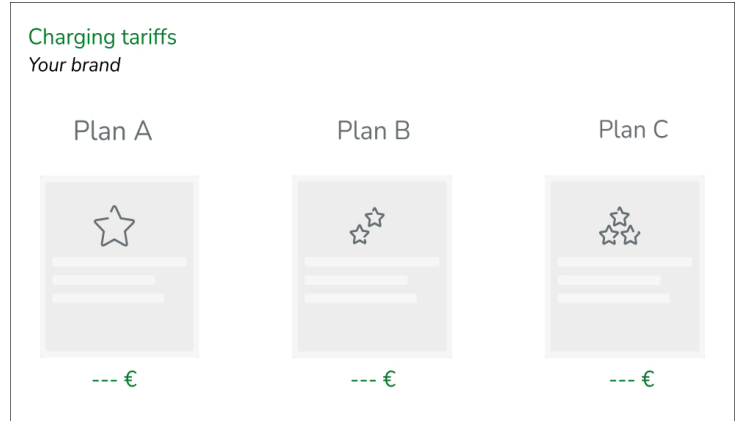 Charging tariffs
Your brand
Plan A
Plan B
Plan C
--- €
--- €
--- €